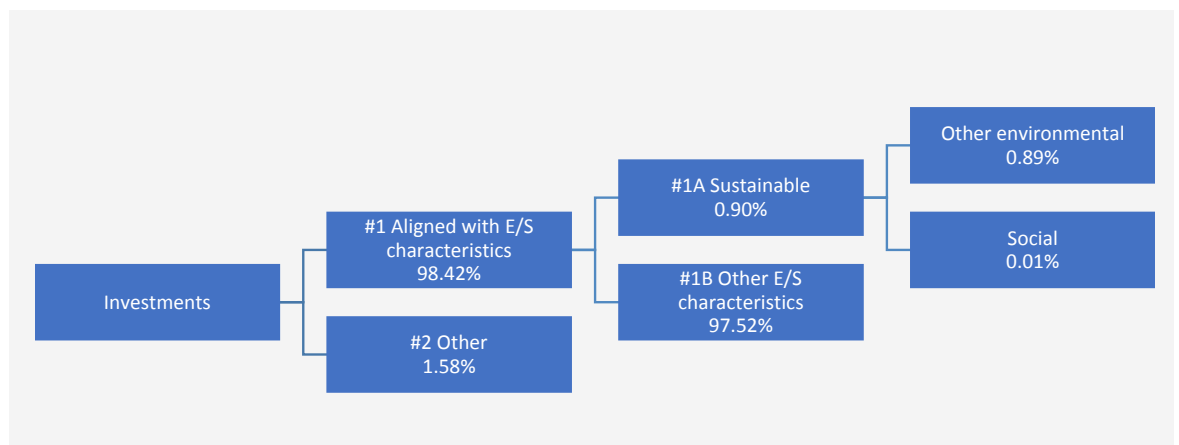 Investments
#1 Aligned with E/S
characteristics
98.42%
#2 Other
1.58%
#1A Sustainable
0.90%
#1B Other E/S
characteristics
97.52%
Other environmental
0.89%
Social
0.01%